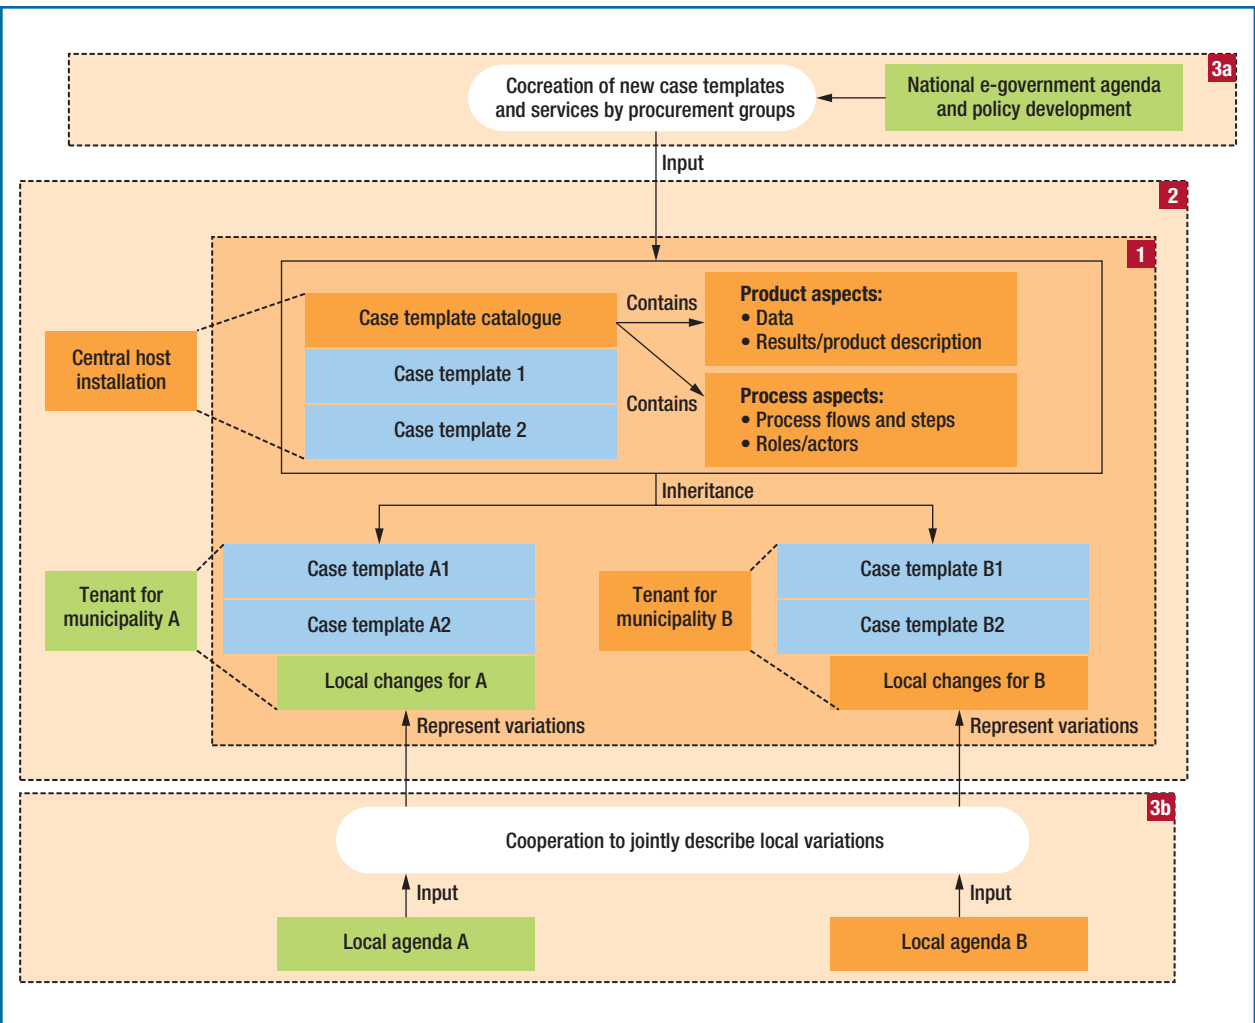 3a
Cocreation of new case templates
and services by procurement groups
National e-government agenda
and policy development
Input
2
1
Central host
installation
Case template catalogue
Case template 1
Case template 2
Contains
Contains
Product aspects:
• Data
• Results/product description
Process aspects:
• Process flows and steps
• Roles/actors
Inheritance
Tenant for
municipality A
Case template A1
Case template A2
Local changes for A
Tenant for
municipality B
Case template B1
Case template B2
Local changes for B
Represent variations
Represent variations
3b
Cooperation to jointly describe local variations
Input
Input
Local agenda A
Local agenda B